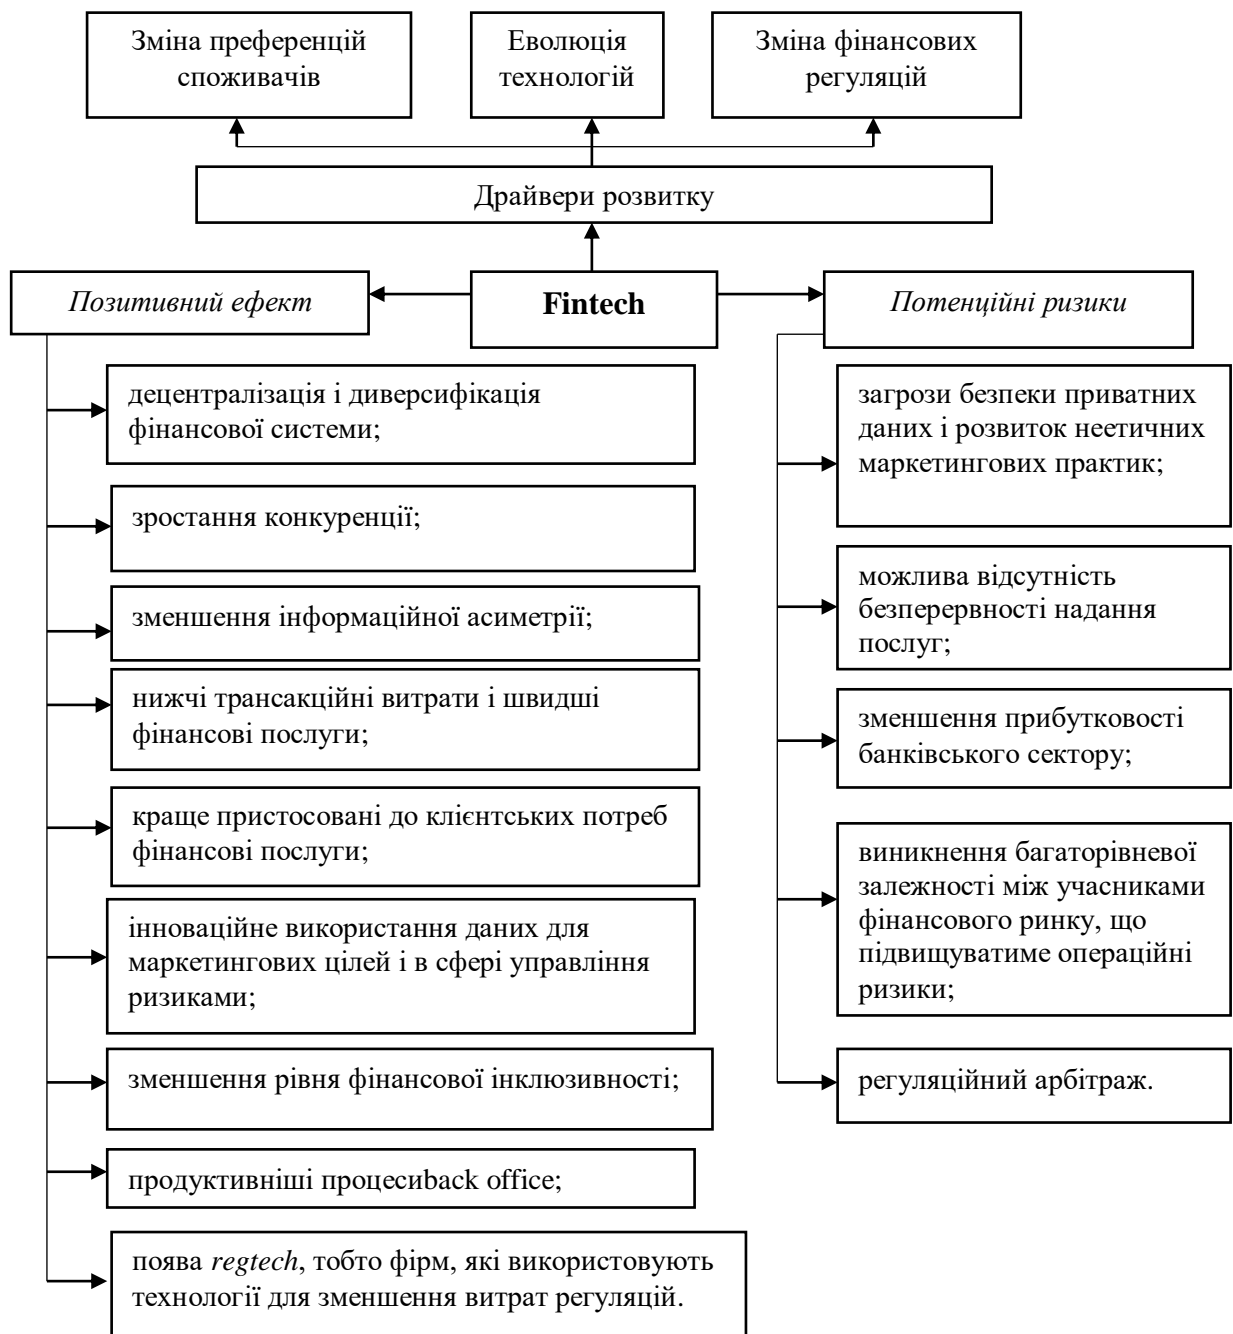 Зміна преференцій
споживачів
Еволюція
технологій
Зміна фінансових
регуляцій
Драйвери розвитку
Позитивний ефект
Fintech
Потенційні ризики
децентралізація і диверсифікація
фінансової системи;
зростання конкуренції;
зменшення інформаційної асиметрії;
нижчі трансакційні витрати і швидші
фінансові послуги;
краще пристосовані до клієнтських потреб
фінансові послуги;
інноваційне використання даних для
маркетингових цілей і в сфері управління
ризиками;
зменшення рівня фінансової інклюзивності;
продуктивніші процесиback office;
поява regtech, тобто фірм, які використовують
технології для зменшення витрат регуляцій.
загрози безпеки приватних
даних і розвиток неетичних
маркетингових практик;
можлива відсутність
безперервності надання
послуг;
зменшення прибутковості
банківського сектору;
виникнення багаторівневої
залежності між учасниками
фінансового ринку, що
підвищуватиме операційні
ризики;
регуляційний арбітраж.